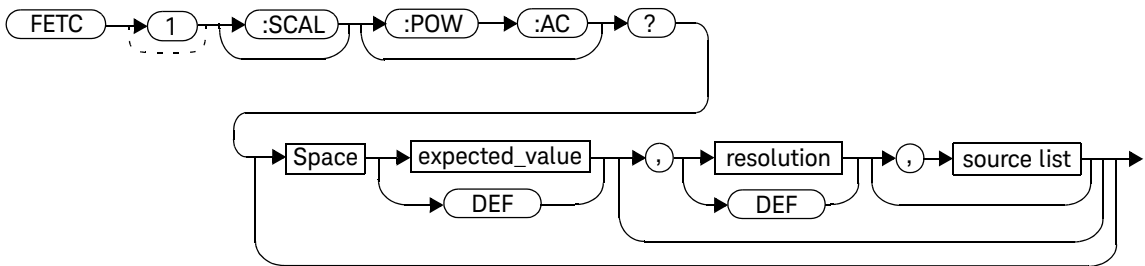 FETC 1 :SCAL :POW :AC ?
Space expected_value , resolution , source list
DEF DEF